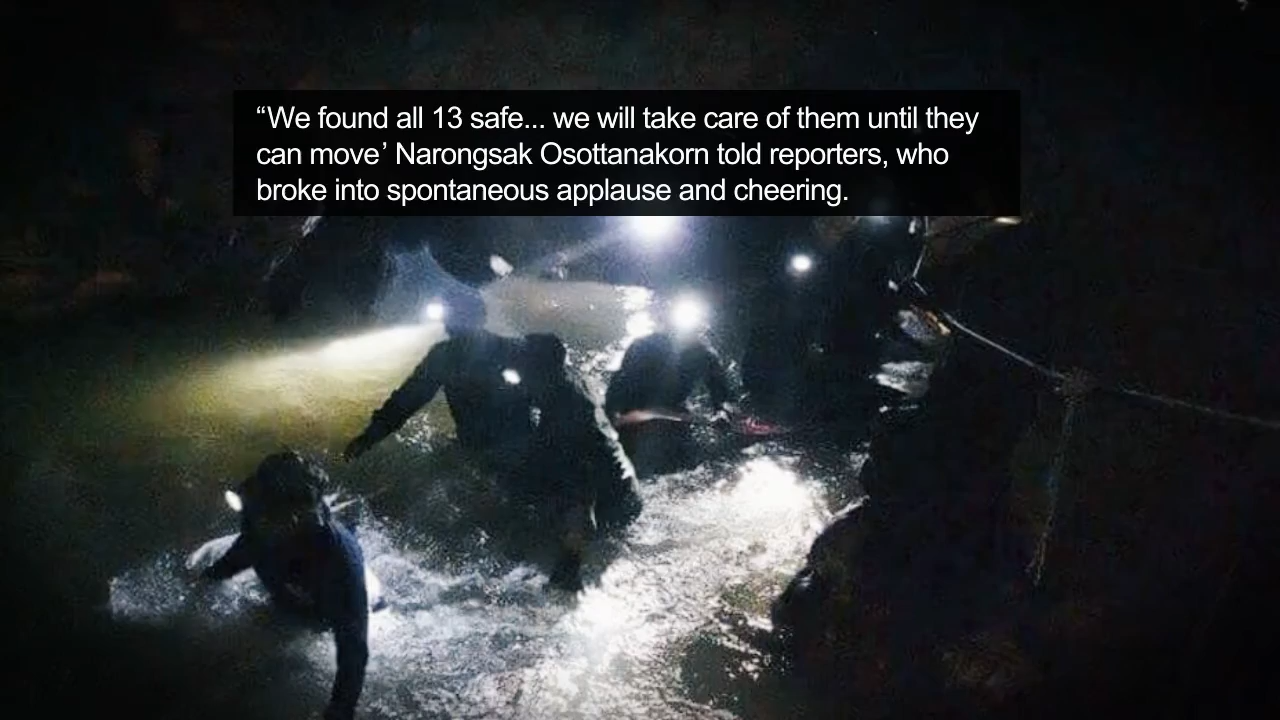 “We found all 13 safe... we will take care of them until they
can move’ Narongsak Osottanakorn told reporters, who
broke into spontaneous applause and cheering.